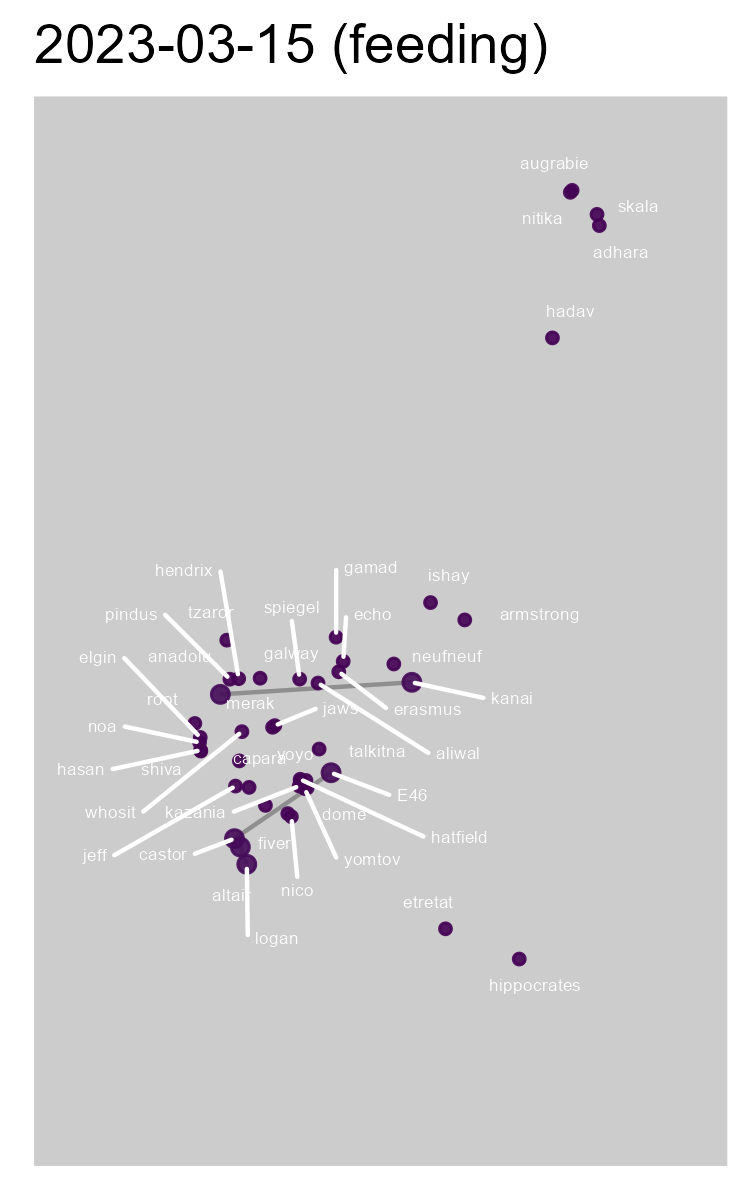 2023-03-15 (feeding)
augrabie
skala
nitika
adhara
hadav
hendrix
gamad
ishay
pindus
tzaror
spiegel
echo
armstrong
elgin
anadolu
galway
neufneuf
root
merak
jaws
erasmus
kanai
noa
hasan
shiva
capara
yoyo
talkitna
aliwal
whosit
kazania
dome
E46
hatfield
jeff
castor
fiver
yomtov
altair
nico
etretat
logan
hippocrates